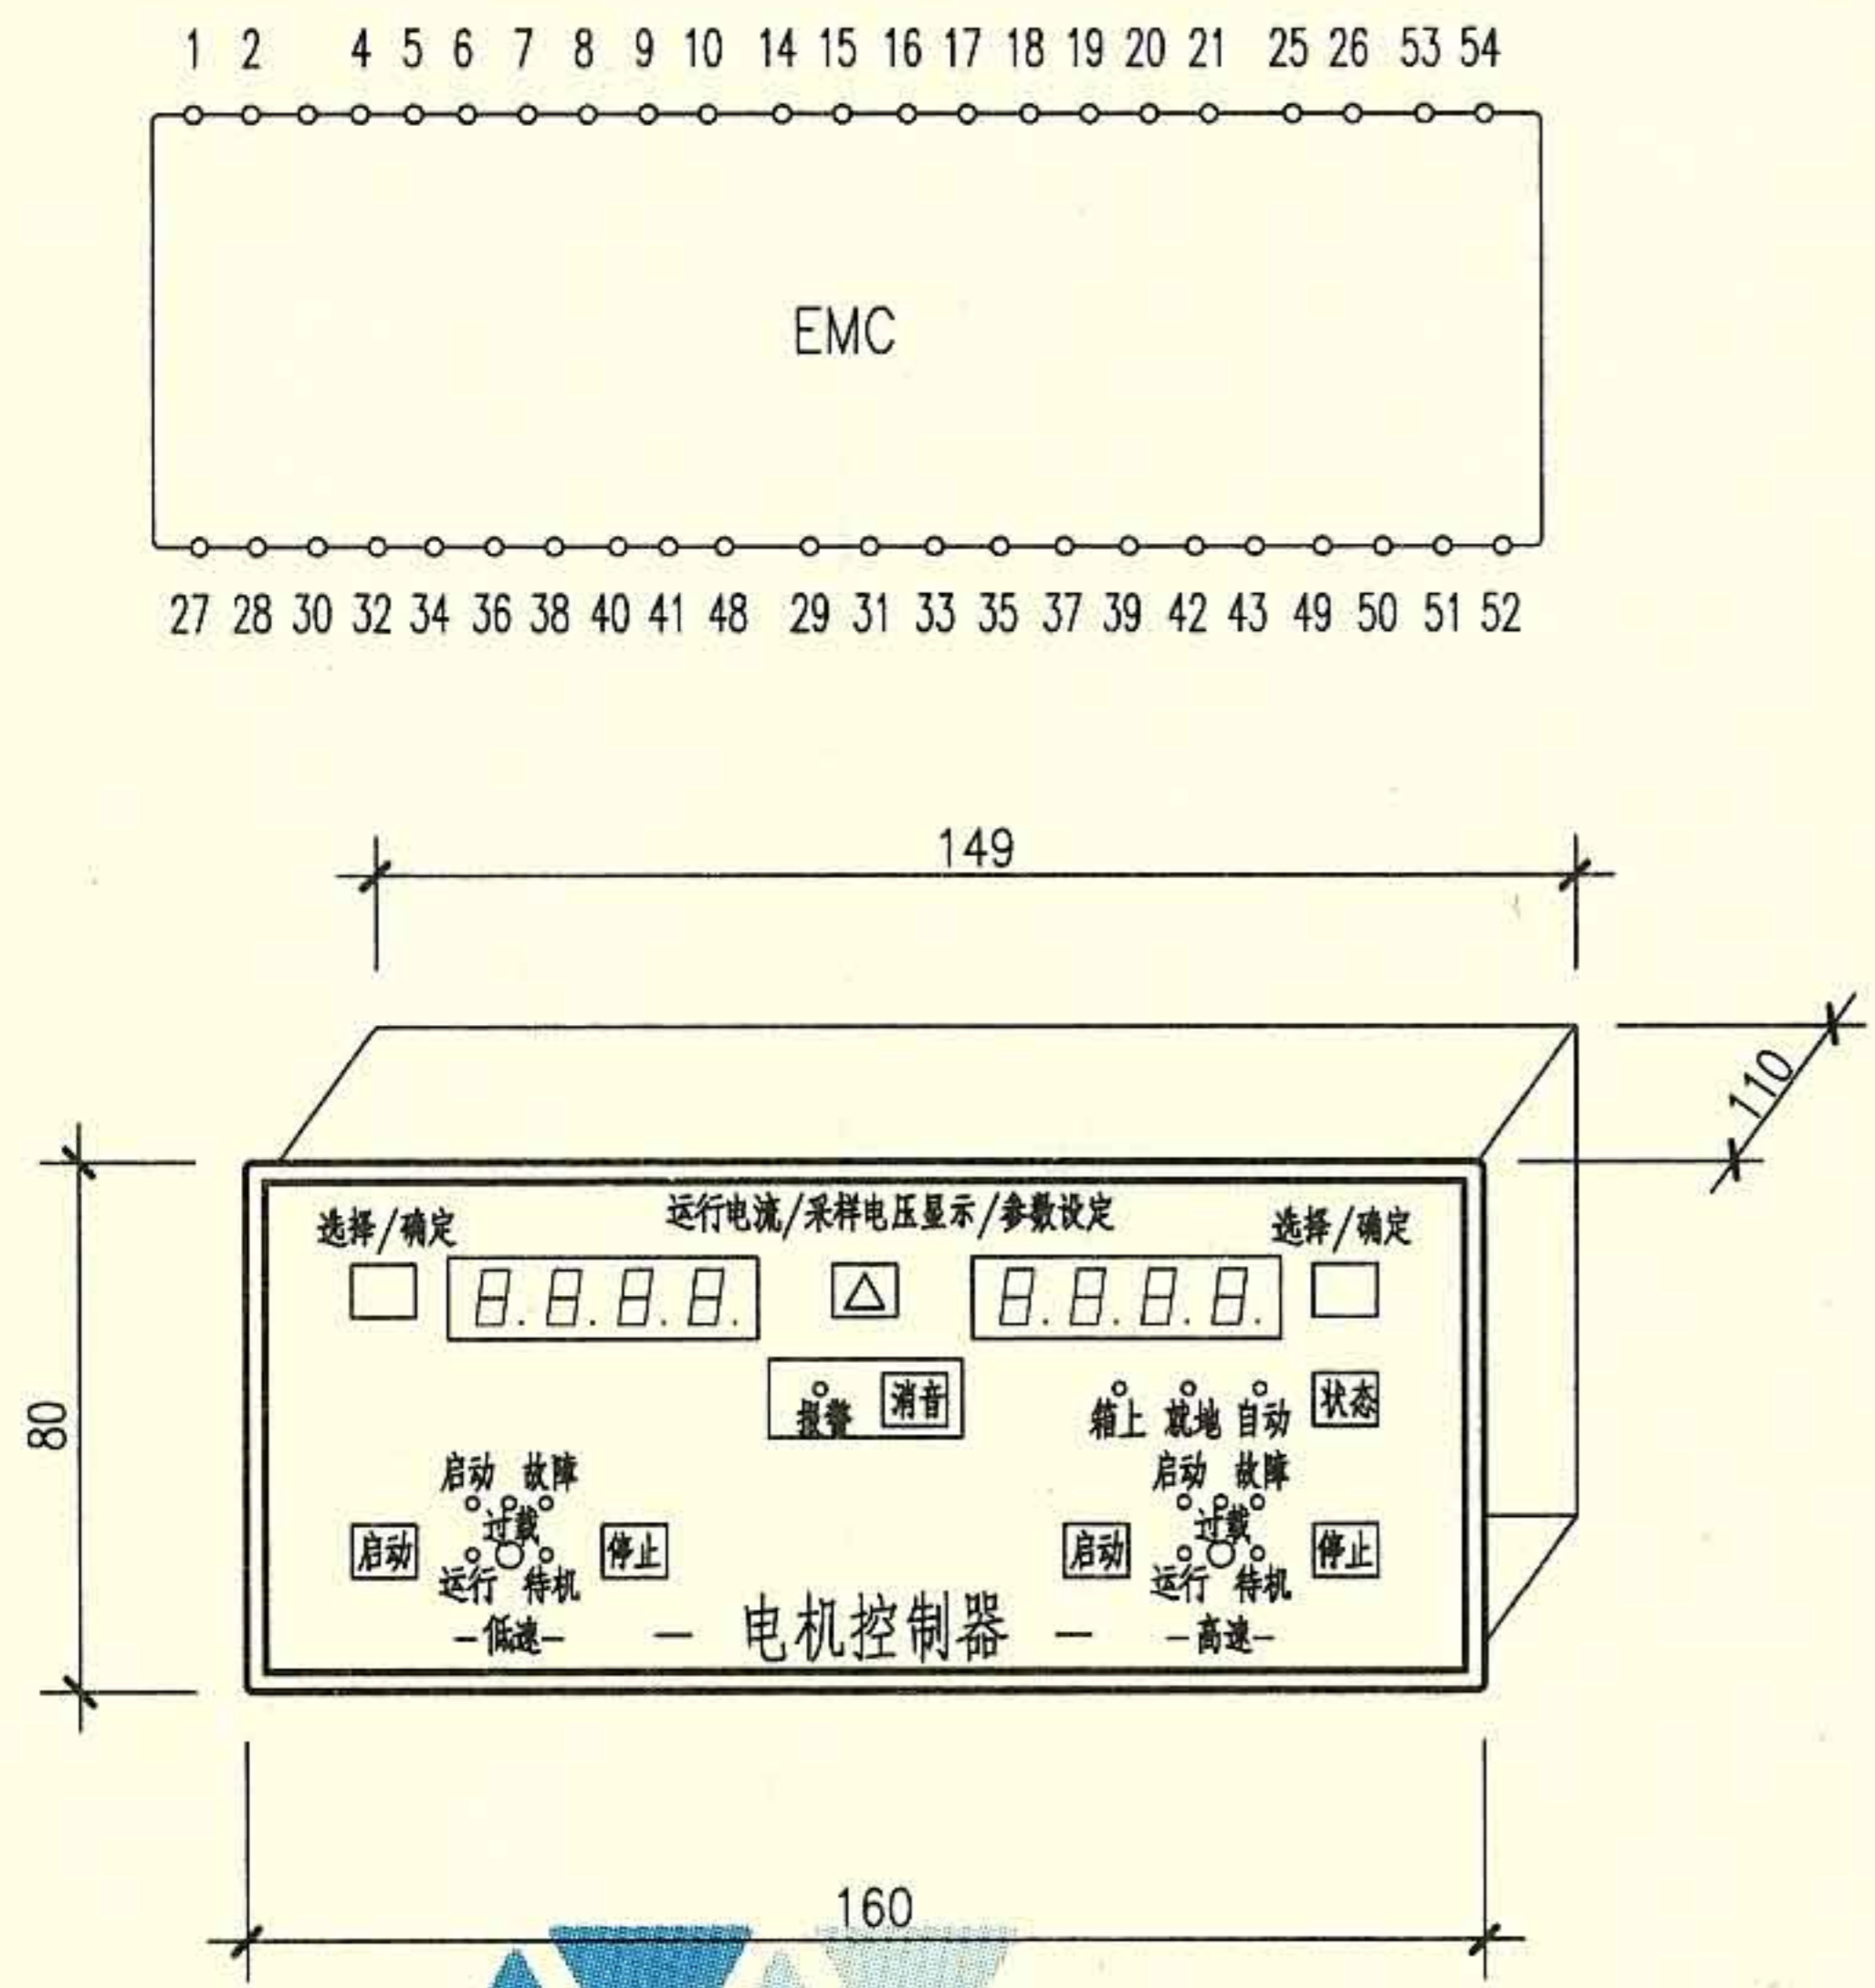 1 2 4 5 6 7 8 9 10 14 15 16 17 18 19 20 21 25 26 53 54
EMC
27 28 30 32 34 36 38 40 41 48 29 31 33 35 37 39 42 43 49 50 51 52
149
110
80
选择/确定 运行电流/采样电压显示/参数设定 选择/确定
8.8.8.8. △ 8.8.8.8.
报警 消音 箱上 就地 自动 状态
启动 故障 启动 故障
过载 过载
启动 停止 启动 停止
运行 待机 运行 待机
-低速- — 电机控制器 — -高速-
160